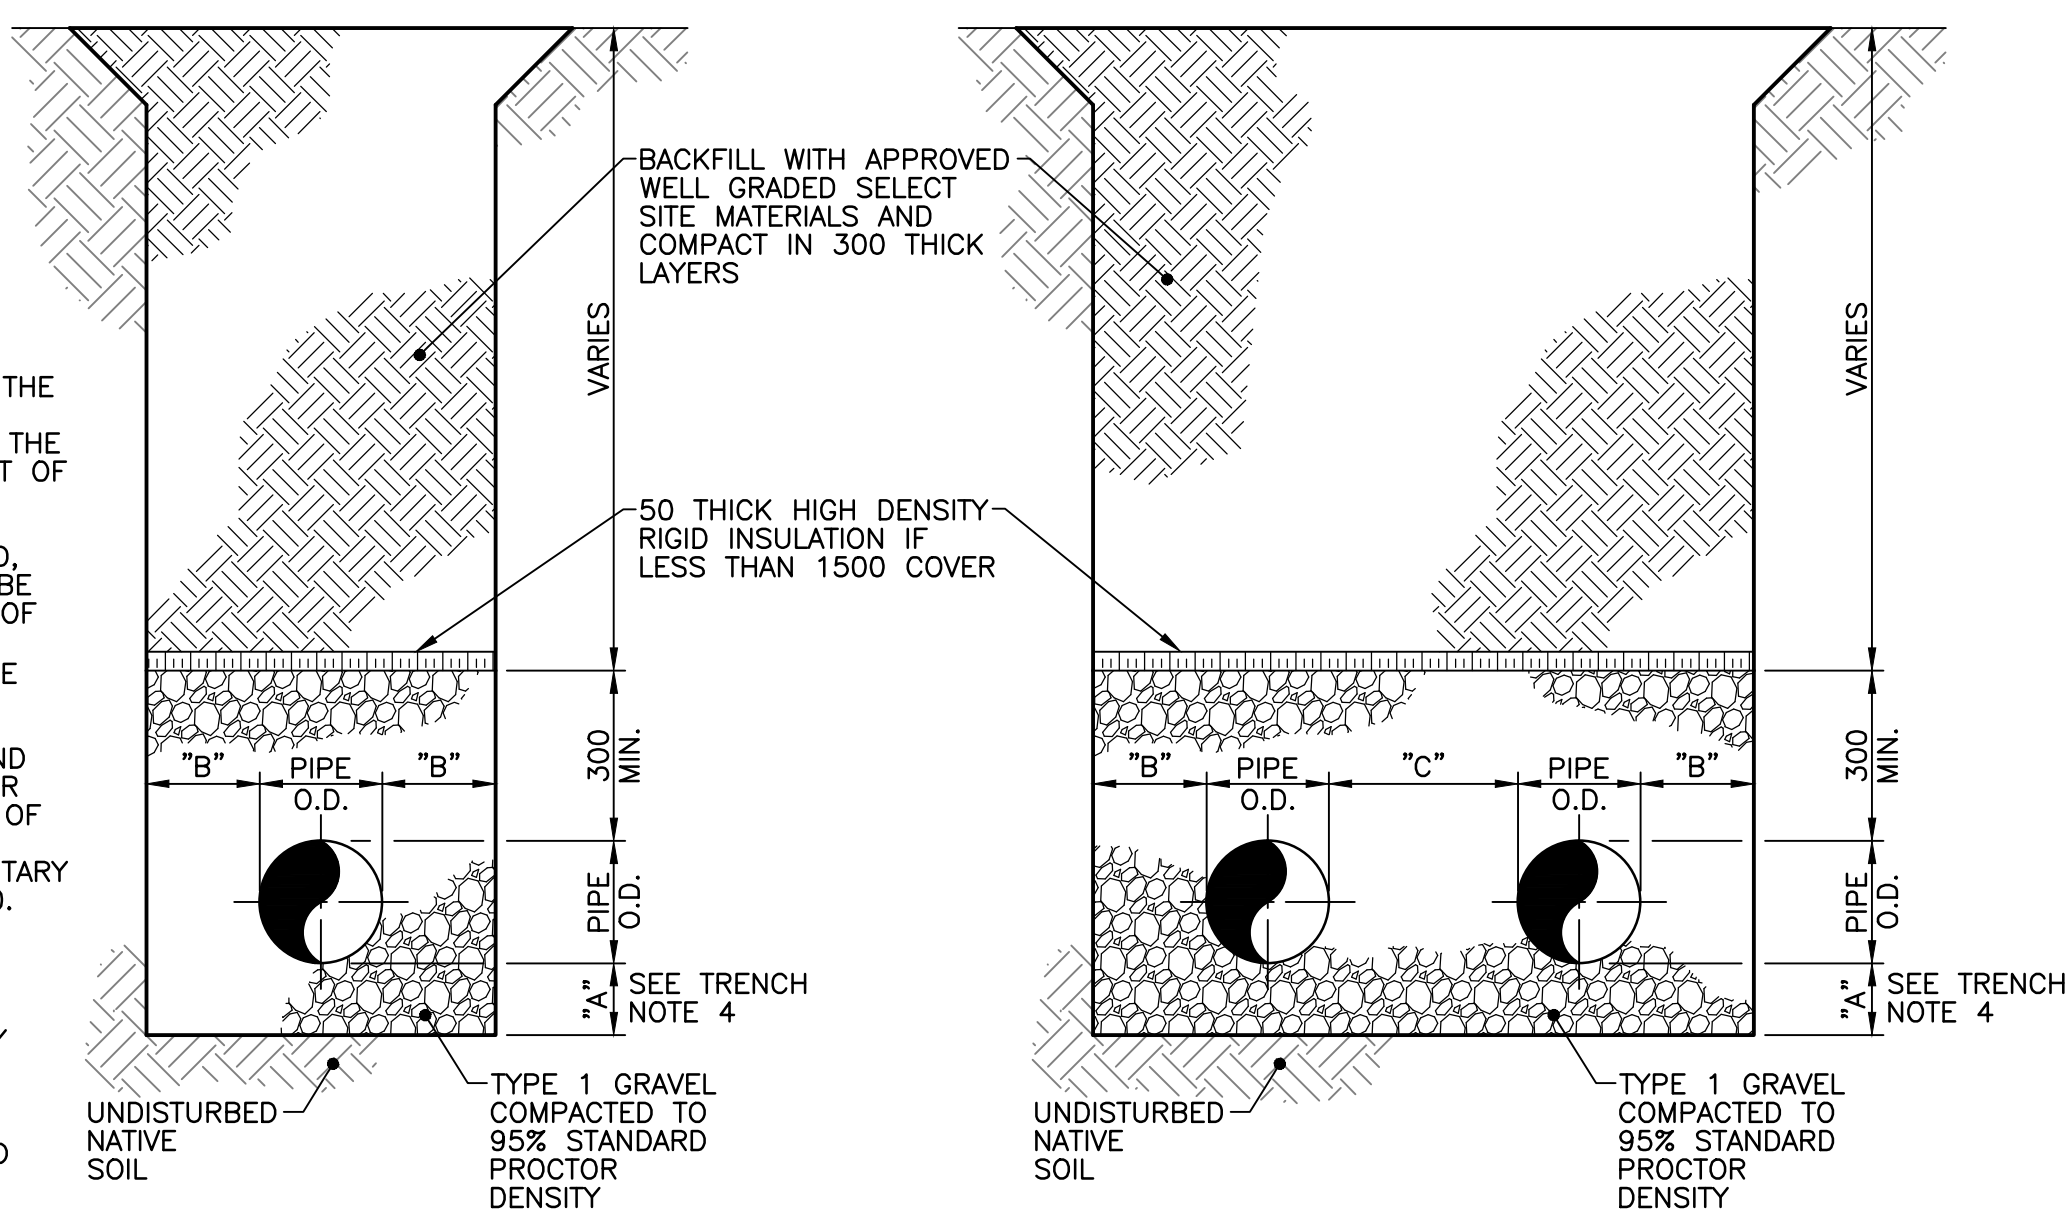 THE
THE
T OF
BE
OF
E
ND
R
OF
TARY
BACKFILL WITH APPROVED
WELL GRADED SELECT
SITE MATERIALS AND
COMPACT IN 300 THICK
LAYERS
VARIES
50 THICK HIGH DENSITY
RIGID INSULATION IF
LESS THAN 1500 COVER
300
MIN.
"B"
PIPE
O.D.
"B"
PIPE
O.D.
"A"
SEE TRENCH
NOTE 4
UNDISTURBED
NATIVE
SOIL
TYPE 1 GRAVEL
COMPACTED TO
95% STANDARD
PROCTOR
DENSITY
VARIES
300
MIN.
"B"
PIPE
O.D.
"C"
PIPE
O.D.
"B"
PIPE
O.D.
"A"
SEE TRENCH
NOTE 4
UNDISTURBED
NATIVE
SOIL
TYPE 1 GRAVEL
COMPACTED TO
95% STANDARD
PROCTOR
DENSITY